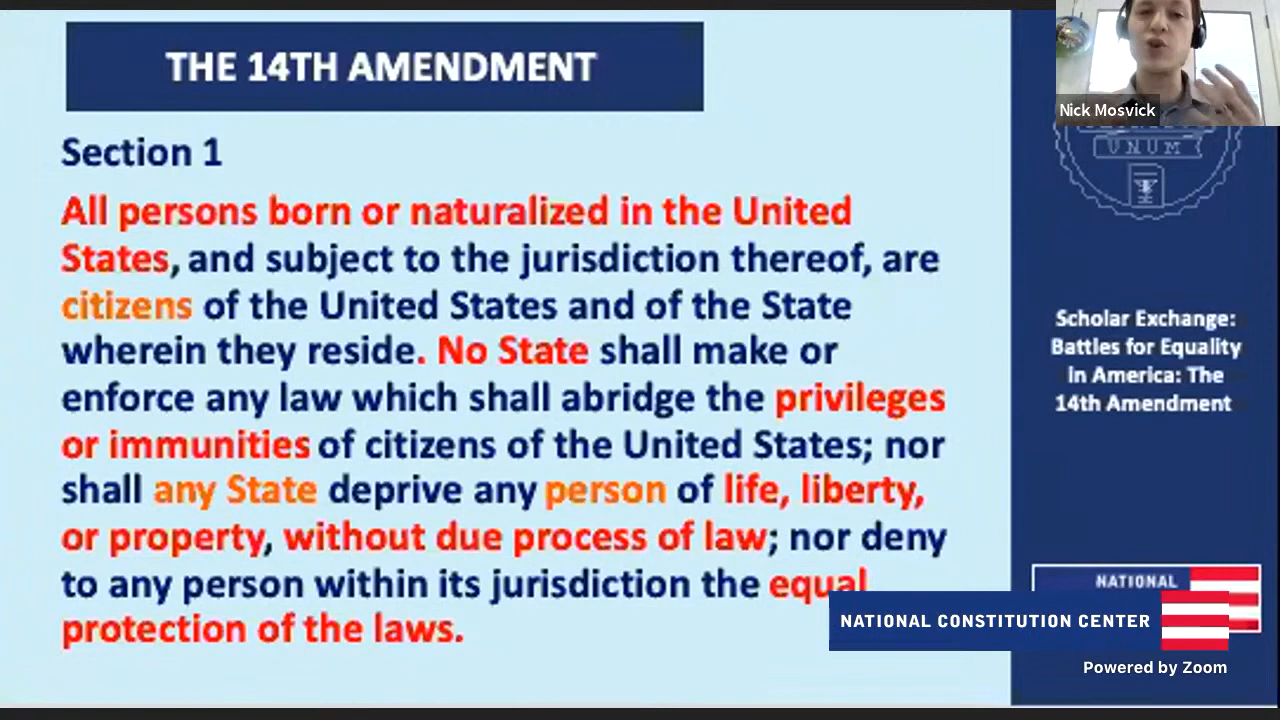 THE 14TH AMENDMENT
Section 1
All persons born or naturalized in the United
States, and subject to the jurisdiction thereof, are
citizens of the United States and of the State
wherein they reside. No State shall make or
enforce any law which shall abridge the privileges
or immunities of citizens of the United States; nor
shall any State deprive any person of life, liberty,
or property, without due process of law; nor deny
to any person within its jurisdiction the equal
protection of the laws.
Nick Mosvick
UNUM
Scholar Exchange:
Battles for Equality
in America: The
14th Amendment
NATIONAL
NATIONAL CONSTITUTION CENTER
Powered by Zoom